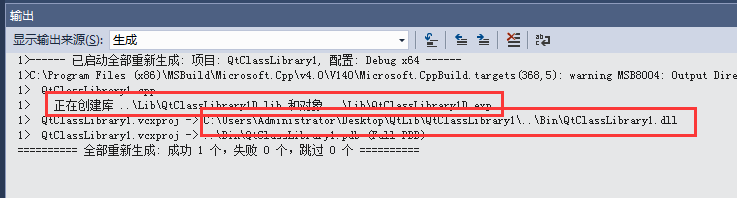 输出
显示输出来源(S): 生成
1>------ 已启动全部重新生成: 项目: QtClassLibrary1, 配置: Debug x64 ------
1>C:\Program Files (x86)\MSBuild\Microsoft.Cpp\v4.0\V140\Microsoft.CppBuild.targets(368,5): warning MSB8004: Output Dire
1>  QtClassLibrary1.cpp
1>  正在创建库 ..\Lib\QtClassLibrary1D.lib 和对象 ..\Lib\QtClassLibrary1D.exp
1>  QtClassLibrary1.vcxproj -> C:\Users\Administrator\Desktop\QtLib\QtClassLibrary1\..\Bin\QtClassLibrary1.dll
1>  QtClassLibrary1.vcxproj -> ..\Bin\QtClassLibrary1.pdb (Full PDB)
========== 全部重新生成: 成功 1 个，失败 0 个，跳过 0 个 ==========